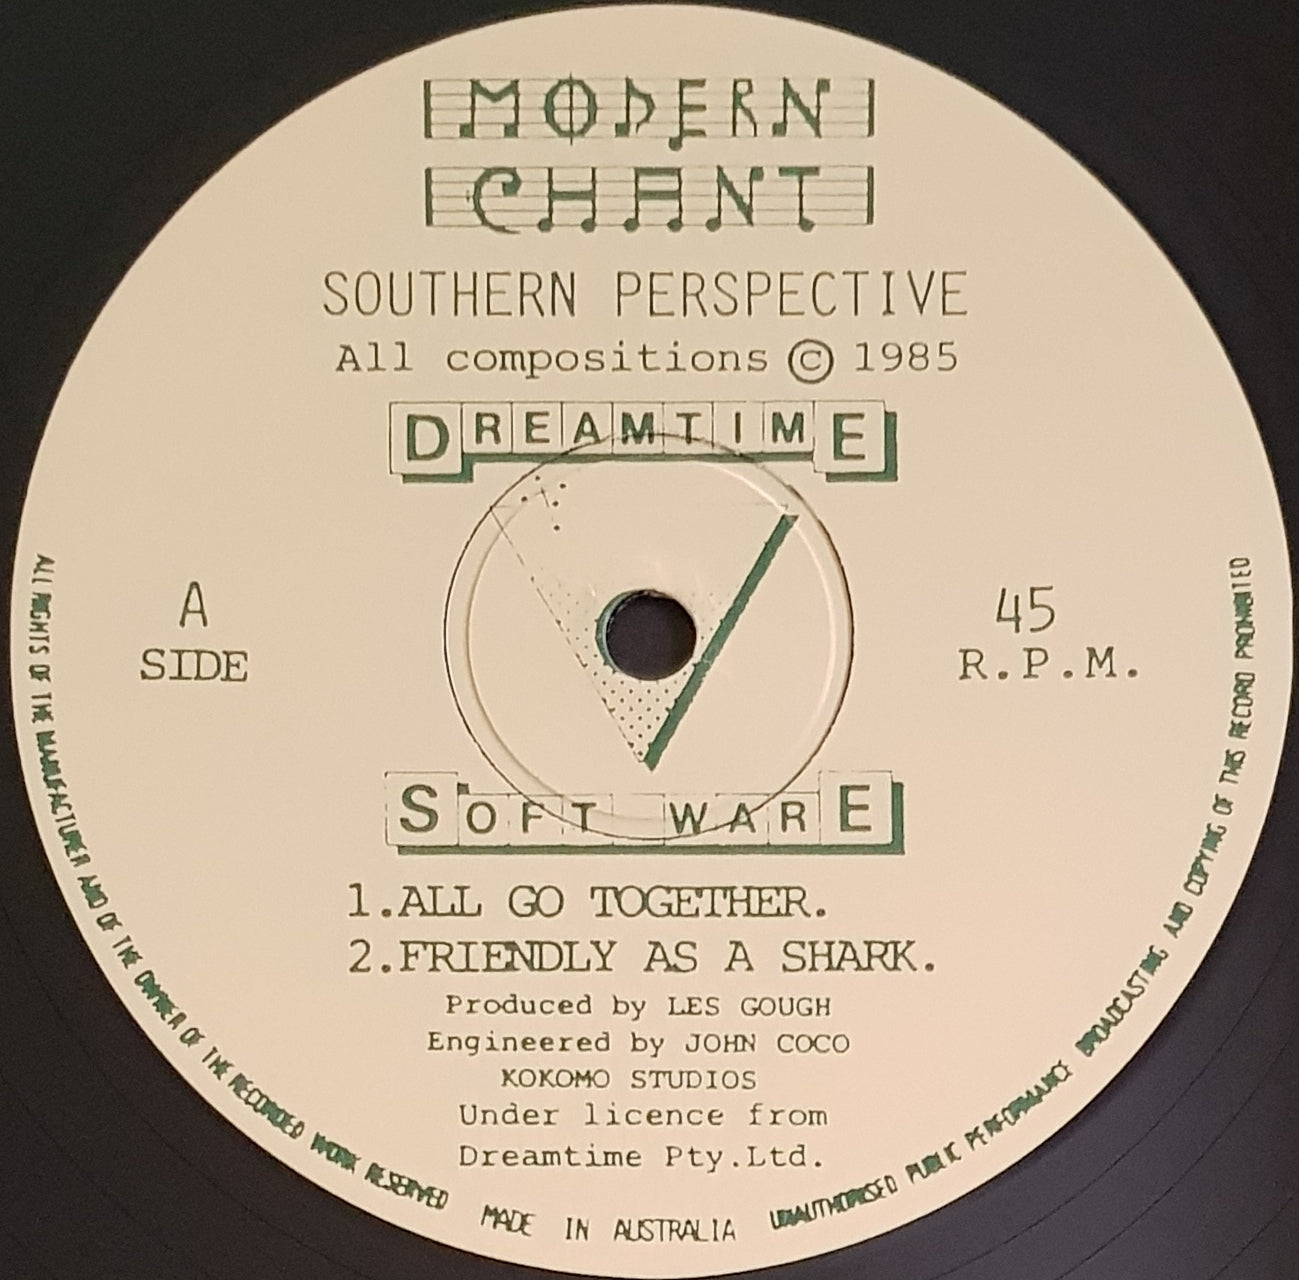 MODERN
CHANT
SOUTHERN PERSPECTIVE
All compositions © 1985
DREAMTIME
A
SIDE
45
R.P.M.
SOFT WARE
1.ALL GO TOGETHER.
2.FRIENDLY AS A SHARK.
Produced by LES GOUGH
Engineered by JOHN COCO
KOKOMO STUDIOS
Under licence from
Dreamtime Pty.Ltd.
ALL RIGHTS OF THE MANUFACTURER AND OF THE OWNER OF THE RECORDED WORK RESERVED
MADE IN AUSTRALIA
UNAUTHORISED PUBLIC PERFORMANCE BROADCASTING AND COPYING OF THIS RECORD PROHIBITED